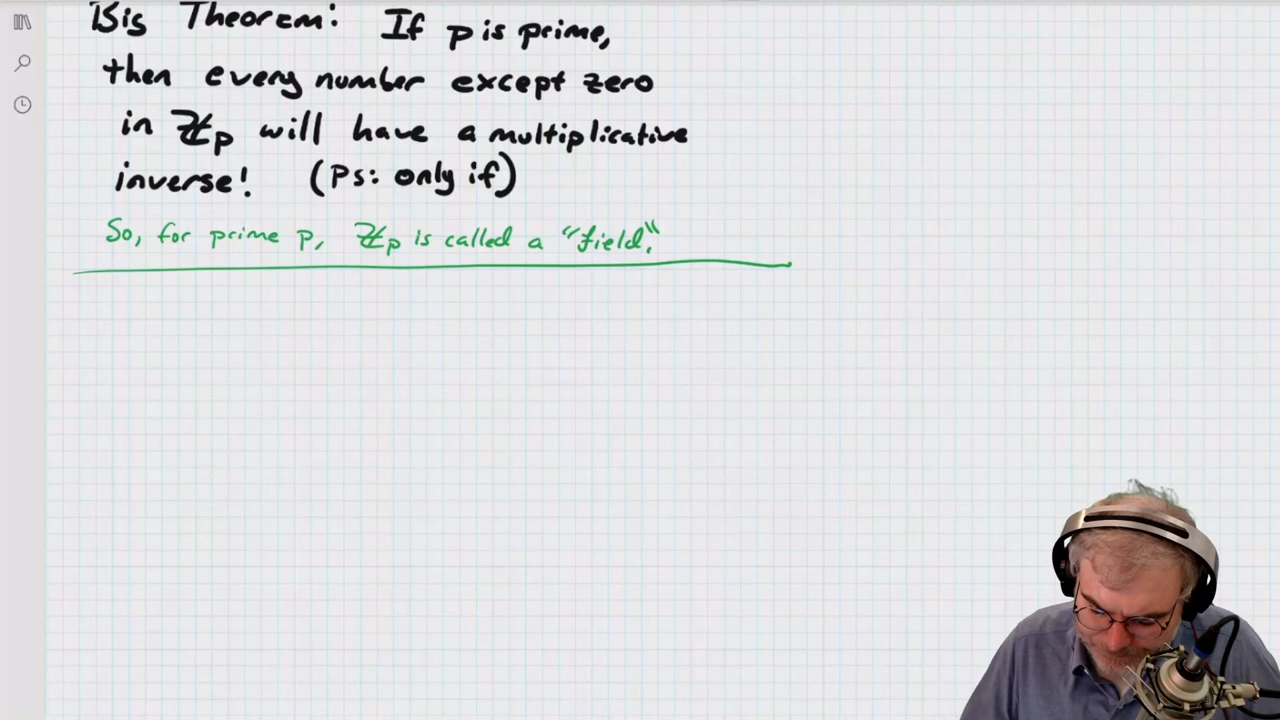 Big Theorem: If p is prime,
then every number except zero
in ℤp will have a multiplicative
inverse! (Ps: only if)
So, for prime p, ℤp is called a "field."